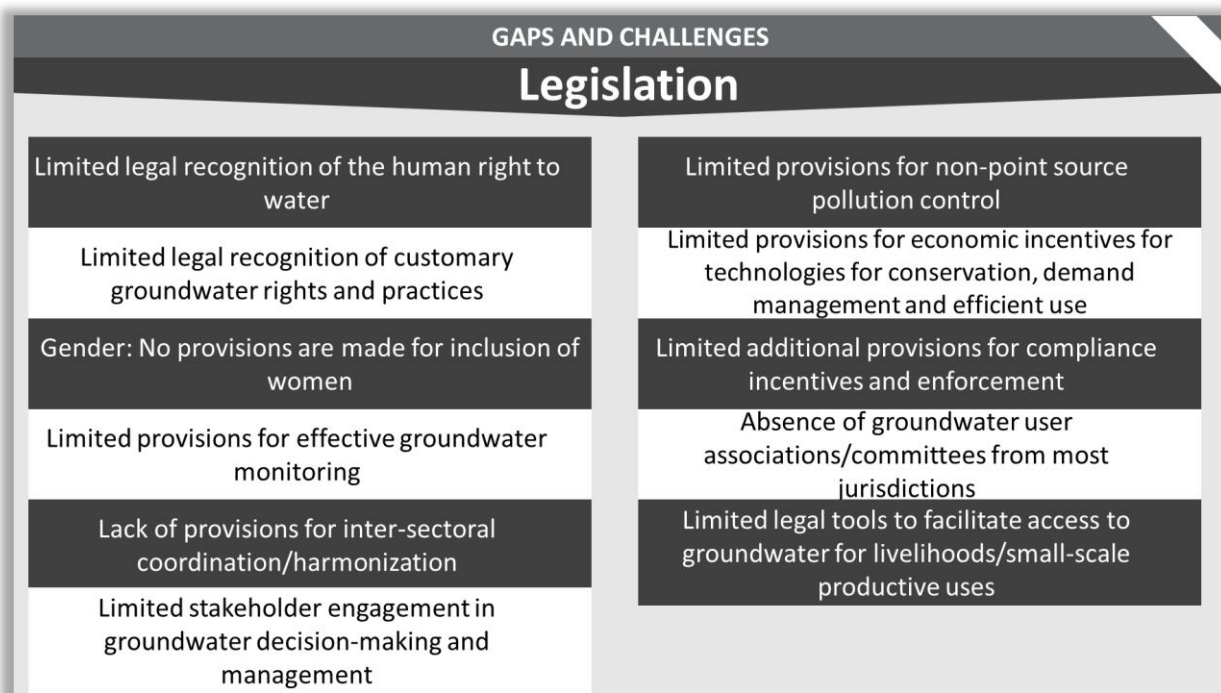 GAPS AND CHALLENGES
Legislation
Limited legal recognition of the human right to
water
Limited legal recognition of customary
groundwater rights and practices
Gender: No provisions are made for inclusion of
women
Limited provisions for effective groundwater
monitoring
Lack of provisions for inter-sectoral
coordination/harmonization
Limited stakeholder engagement in
groundwater decision-making and
management
Limited provisions for non-point source
pollution control
Limited provisions for economic incentives for
technologies for conservation, demand
management and efficient use
Limited additional provisions for compliance
incentives and enforcement
Absence of groundwater user
associations/committees from most
jurisdictions
Limited legal tools to facilitate access to
groundwater for livelihoods/small-scale
productive uses